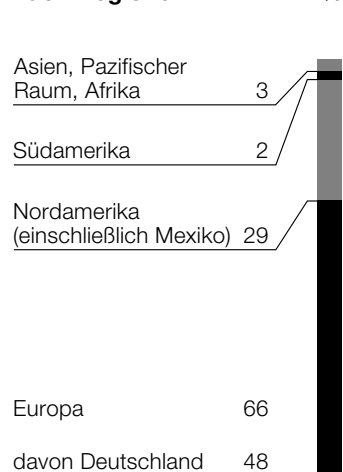 Asien, Pazifischer
Raum, Afrika 3
Südamerika 2
Nordamerika
(einschließlich Mexiko) 29
Europa 66
davon Deutschland 48